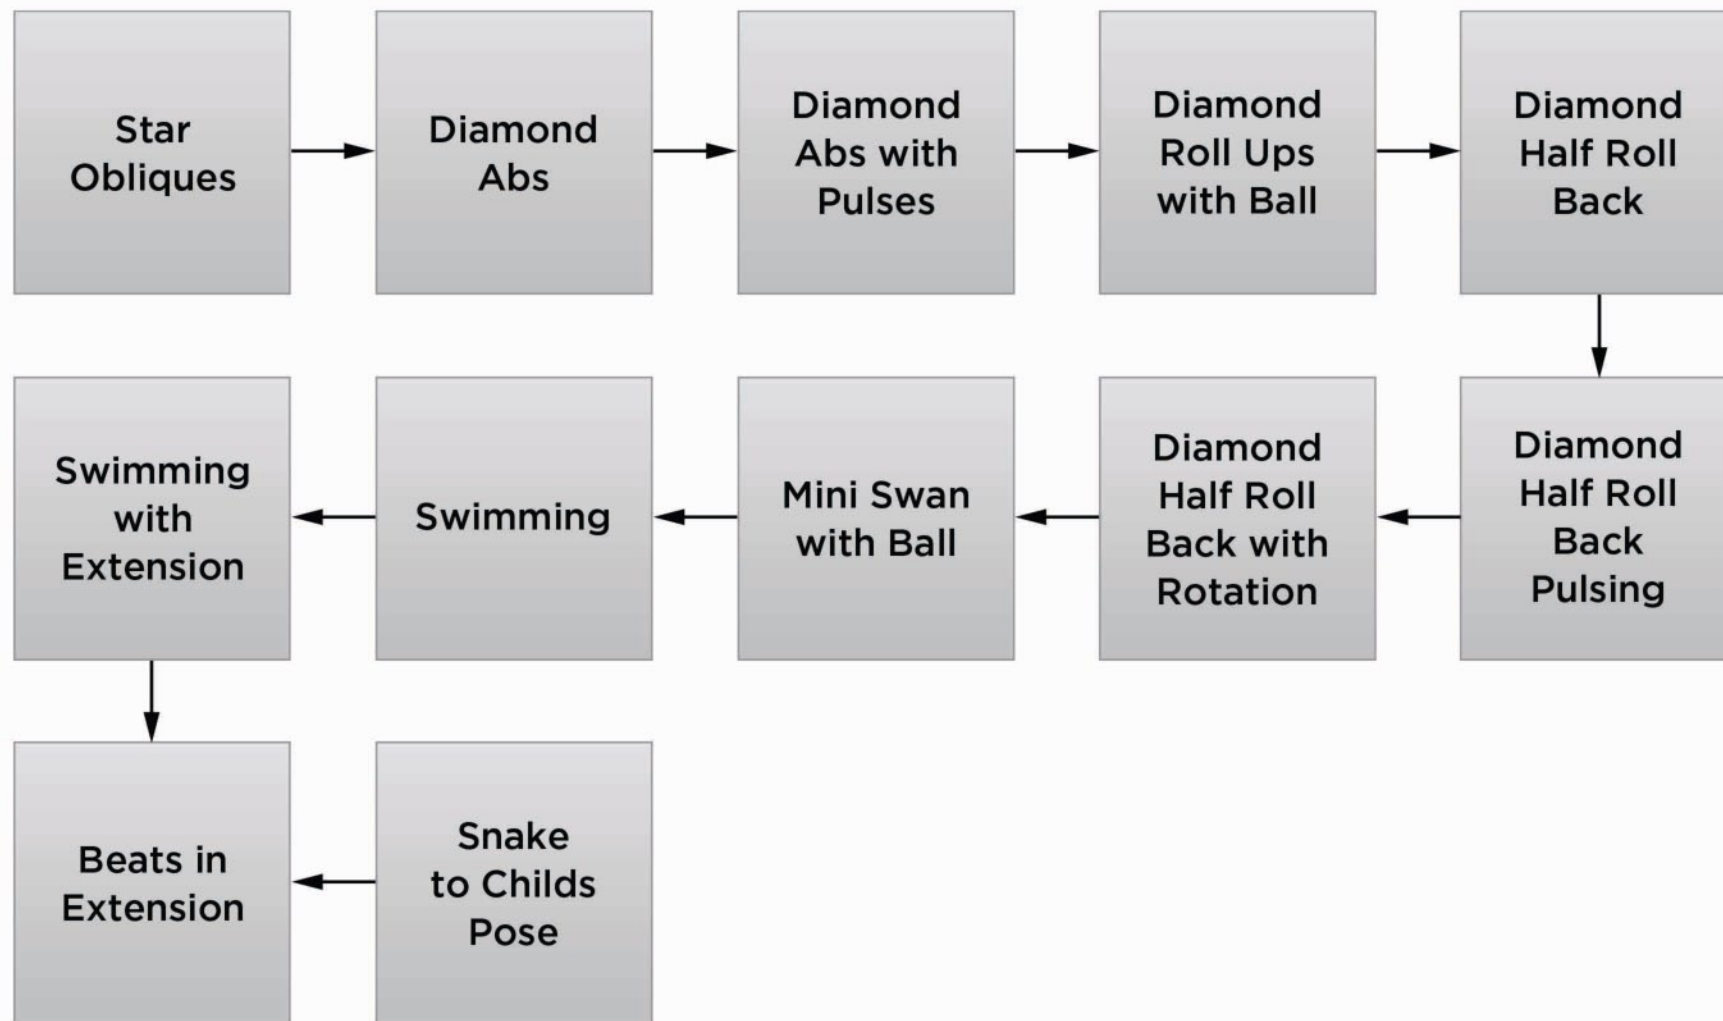 Star
Obliques
Diamond
Abs
Diamond
Abs with
Pulses
Diamond
Roll Ups
with Ball
Diamond
Half Roll
Back
Swimming
with
Extension
Swimming
Mini Swan
with Ball
Diamond
Half Roll
Back with
Rotation
Diamond
Half Roll
Back
Pulsing
Beats in
Extension
Snake
to Childs
Pose